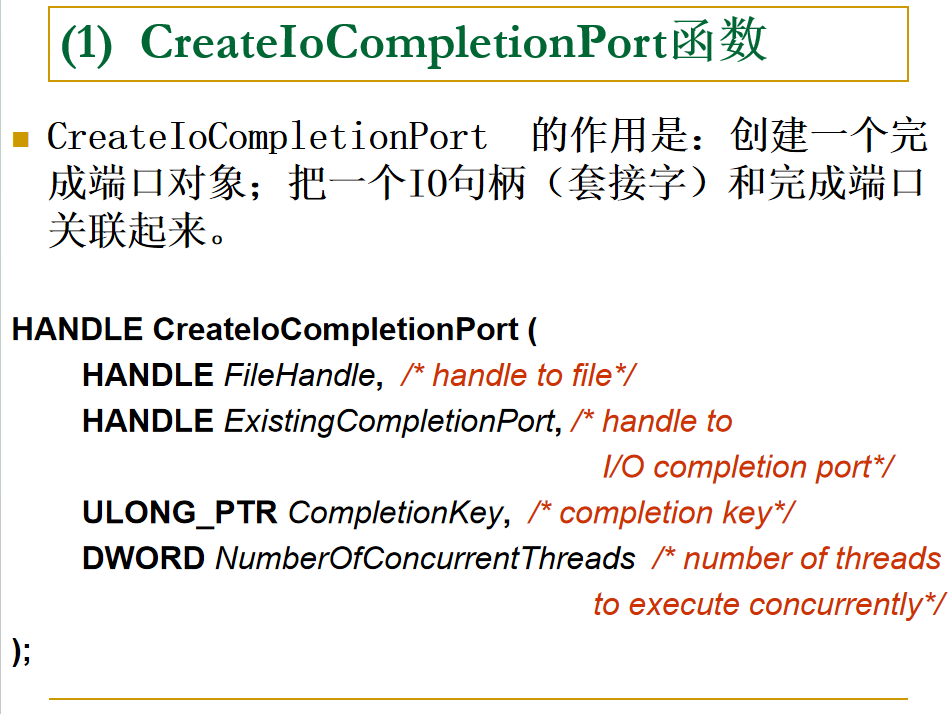 (1) CreateIoCompletionPort函数
CreateIoCompletionPort 的作用是：创建一个完
成端口对象；把一个IO句柄（套接字）和完成端口
关联起来。
HANDLE CreateIoCompletionPort (
HANDLE FileHandle, /* handle to file*/
HANDLE ExistingCompletionPort, /* handle to
I/O completion port*/
ULONG_PTR CompletionKey, /* completion key*/
DWORD NumberOfConcurrentThreads /* number of threads
to execute concurrently*/
);